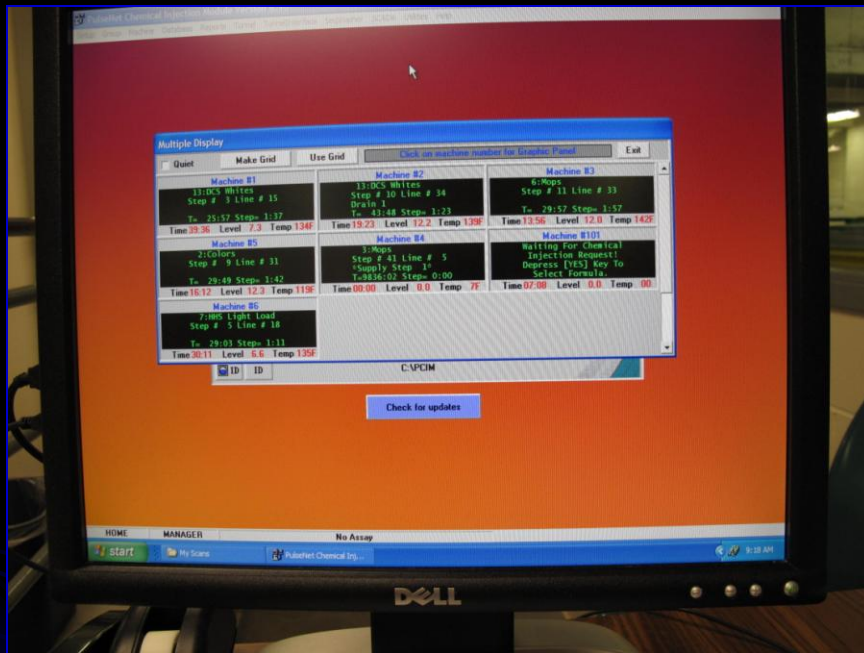 PulseNet Chemical Injection Module
Group Machine Database Reports Utilities Help
Multiple Display
Quiet Make Grid Use Grid Click on machine number for Graphic Panel Exit
Machine #1
13:DCS Whites
Step # 3 Line # 15
T= 25:57 Step= 1:37
Time 39:36 Level 7.3 Temp 134F
Machine #2
13:DCS Whites
Step # 10 Line # 34
Drain 1
T= 43:48 Step= 1:23
Time 19:23 Level 12.2 Temp 139F
Machine #3
6:Mops
Step # 11 Line # 33
T= 29:57 Step= 1:57
Time 13:56 Level 12.0 Temp 142F
Machine #5
2:Colors
Step # 9 Line # 31
T= 29:49 Step= 1:42
Time 16:12 Level 12.3 Temp 119F
Machine #4
3:Mops
Step # 41 Line # 5
*Supply Step 1*
T=9836:02 Step= 0:00
Time 00:00 Level 0.0 Temp 7F
Machine #101
Waiting For Chemical
Injection Request!
Depress [YES] Key To
Select Formula.
Time 07:08 Level 0.0 Temp 00
Machine #6
7:HHS Light Load
Step # 5 Line # 18
T= 29:03 Step= 1:11
Time 30:11 Level 6.6 Temp 135F
ID ID C:\PCIM
Check for updates
HOME MANAGER No Assay
start My Scans PulseNet Chemical Inj... 9:18 AM
DELL